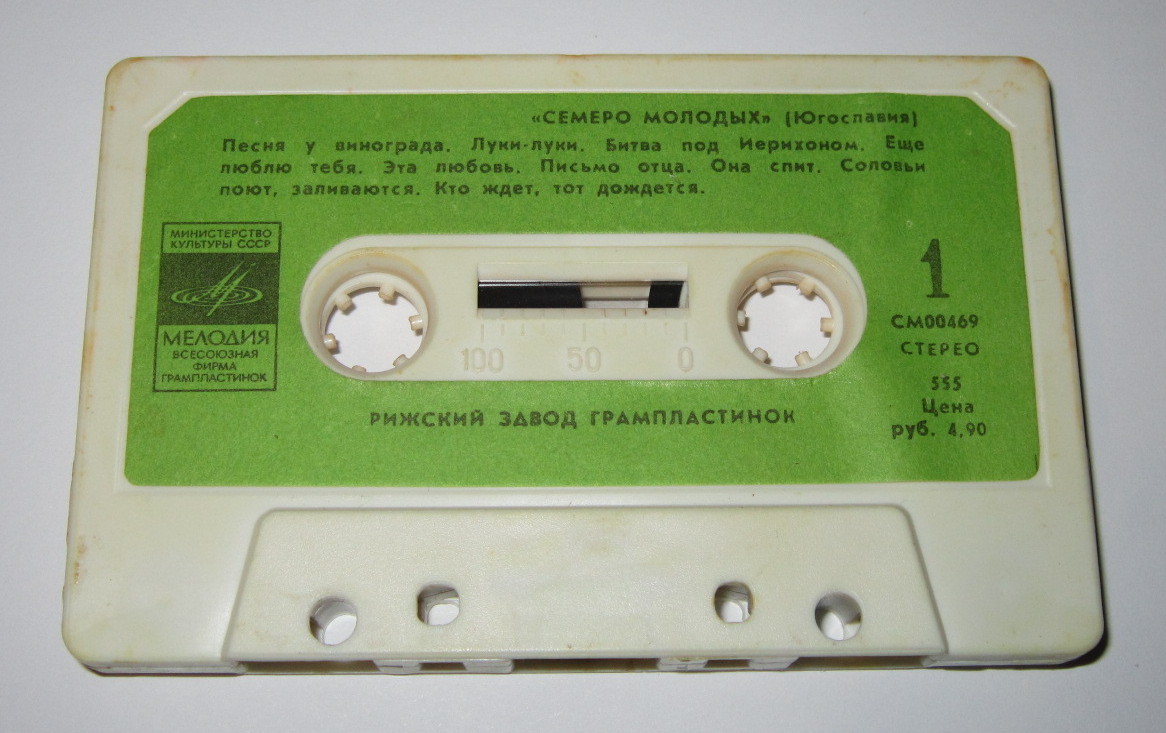 «СЕМЕРО МОЛОДЫХ» (Югославия)
Песня у винограда. Луки-луки. Битва под Иерихоном. Еще
люблю тебя. Эта любовь. Письмо отца. Она спит. Соловьи
поют, заливаются. Кто ждет, тот дождется.
МИНИСТЕРСТВО
КУЛЬТУРЫ СССР
МЕЛОДИЯ
ВСЕСОЮЗНАЯ
ФИРМА
ГРАМПЛАСТИНОК
100 50 0
1
СМ00469
СТЕРЕО
555
Цена
руб. 4,90
РИЖСКИЙ ЗАВОД ГРАМПЛАСТИНОК